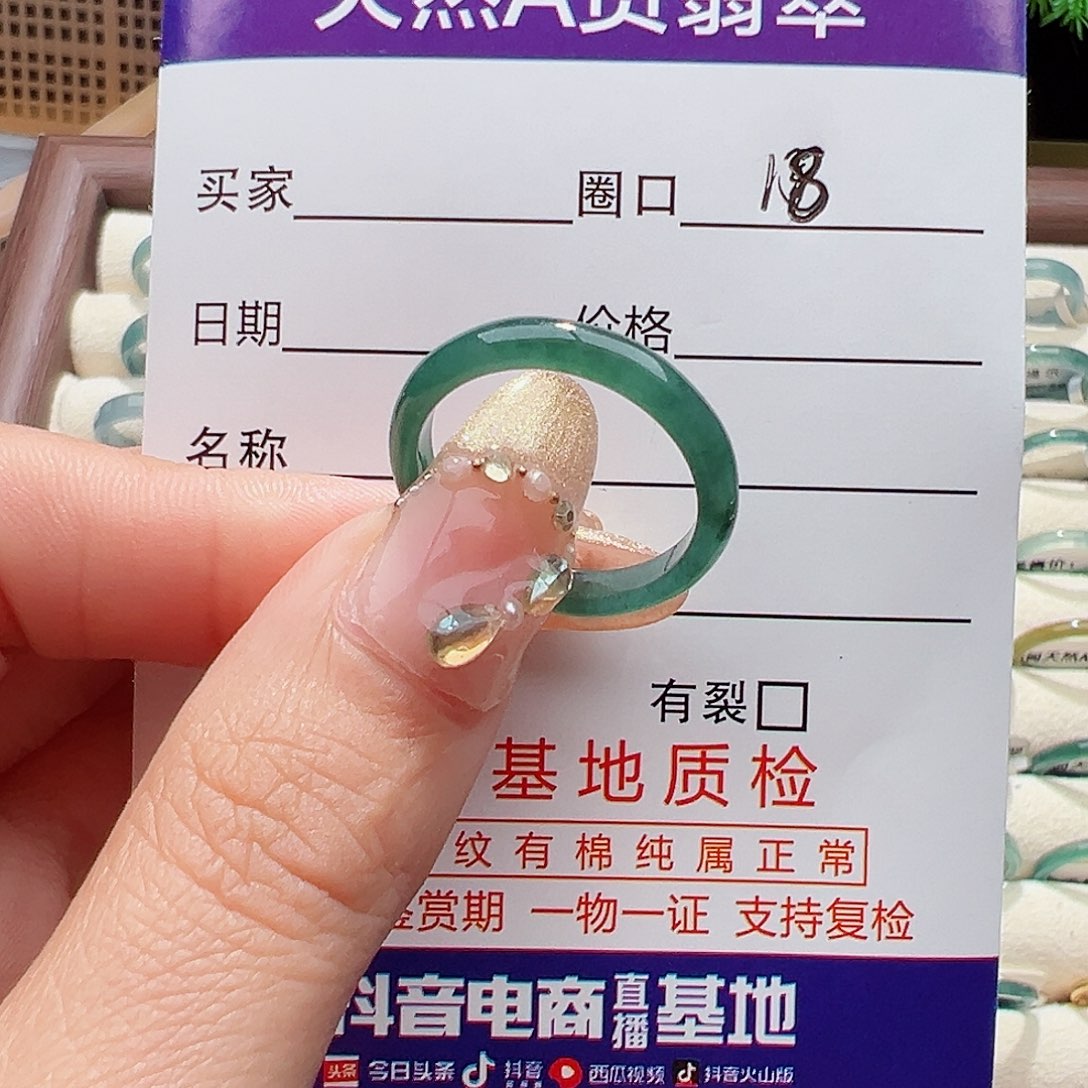 天然A货翡翠
买家 圈口 18
日期 价格
名称
有裂
基地质检
纹有棉纯属正常
鉴赏期 一物一证 支持复检
抖音电商直播基地
头条 今日头条 抖音 西瓜视频 抖音火山版